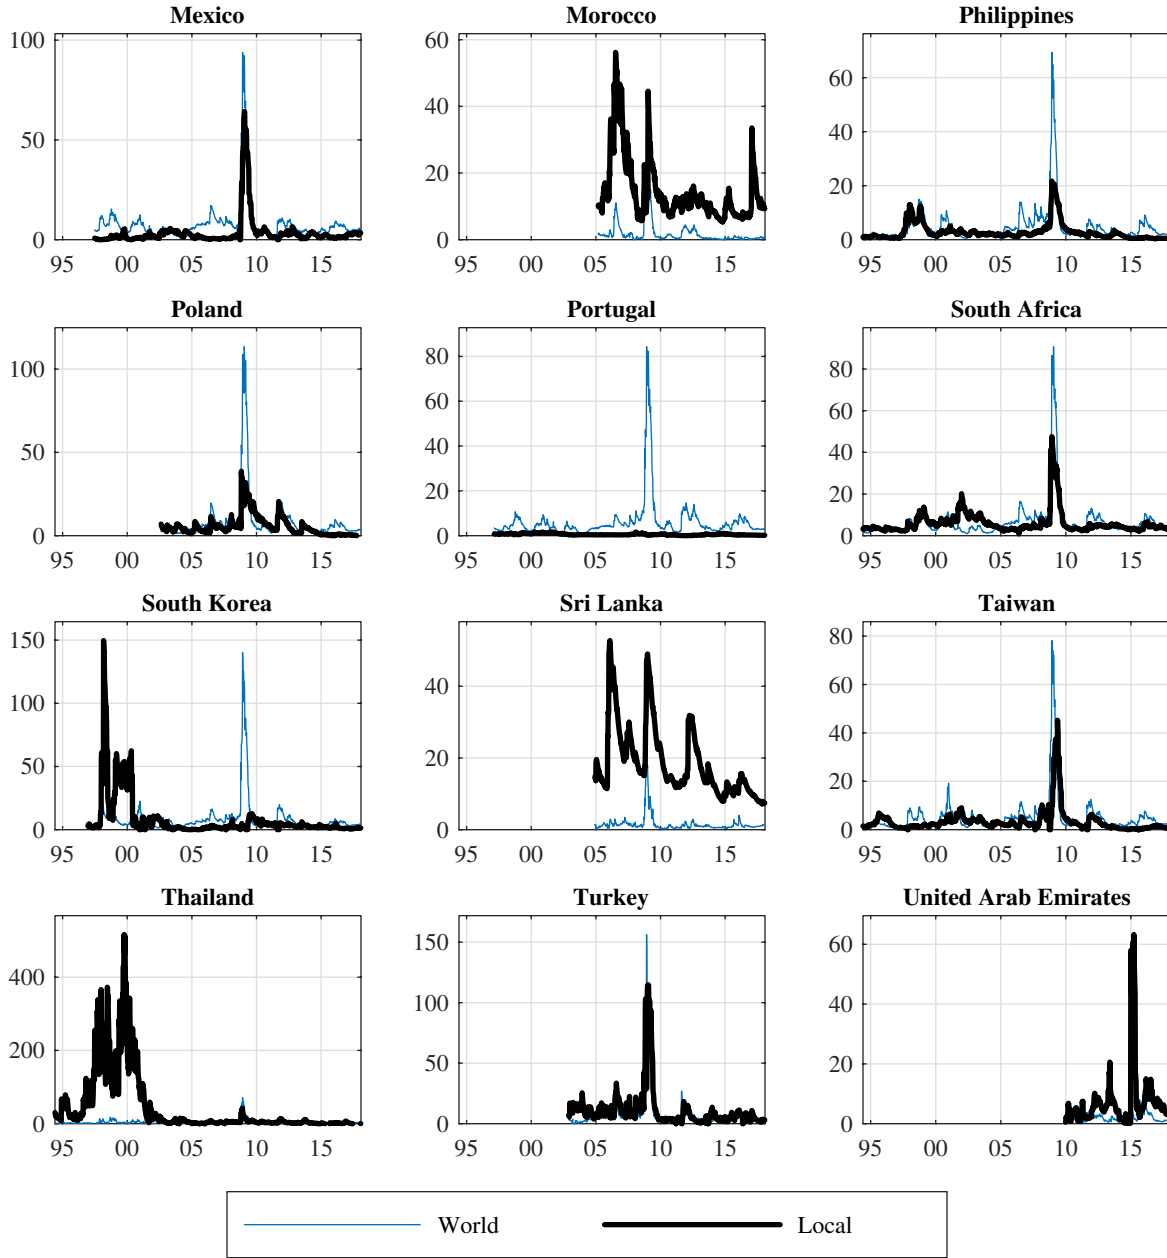 Mexico Morocco Philippines
100
50
0
95 00 05 10 15
60
40
20
0
95 00 05 10 15
60
40
20
0
95 00 05 10 15
Poland Portugal South Africa
100
50
0
95 00 05 10 15
80
60
40
20
0
95 00 05 10 15
80
60
40
20
0
95 00 05 10 15
South Korea Sri Lanka Taiwan
150
100
50
0
95 00 05 10 15
40
20
0
95 00 05 10 15
80
60
40
20
0
95 00 05 10 15
Thailand Turkey United Arab Emirates
400
200
0
95 00 05 10 15
150
100
50
0
95 00 05 10 15
60
40
20
0
95 00 05 10 15
World Local